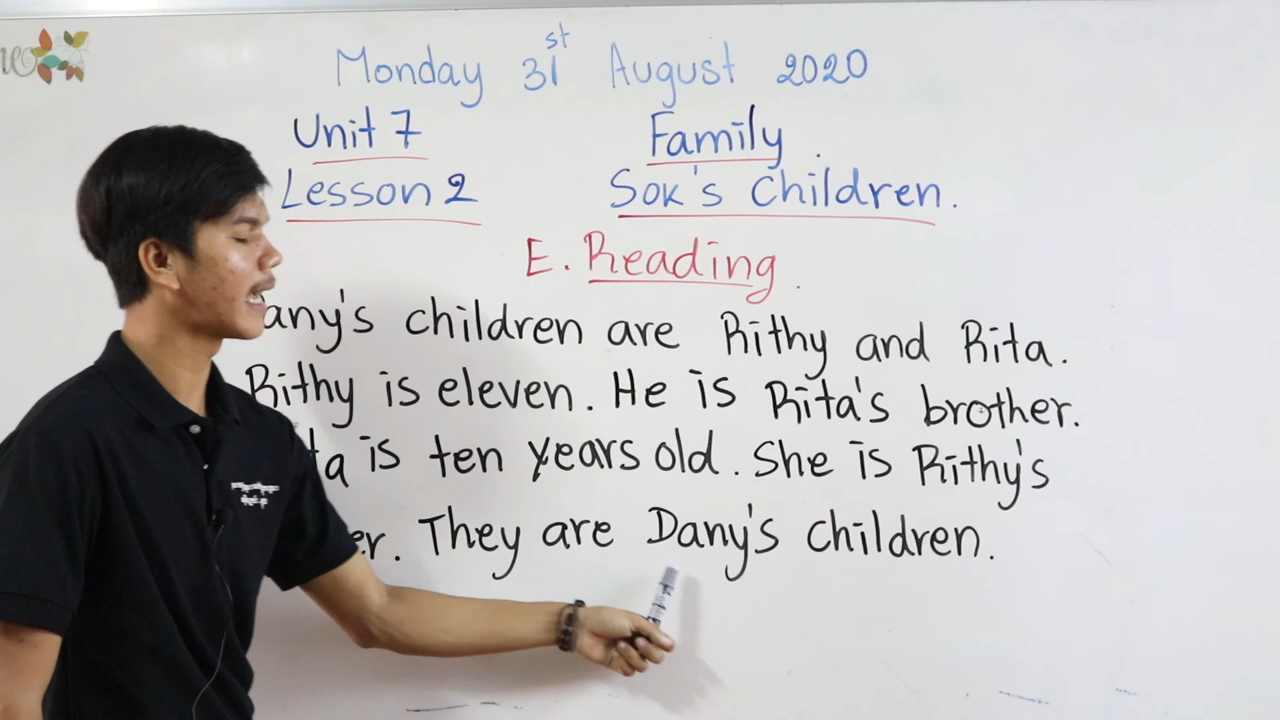 Monday 31st August 2020
Unit 7 Family
Lesson 2 Sok's Children.
E. Reading.
any's children are Rithy and Rita.
Rithy is eleven. He is Rita's brother.
ta is ten years old. She is Rithy's
er. They are Dany's children.